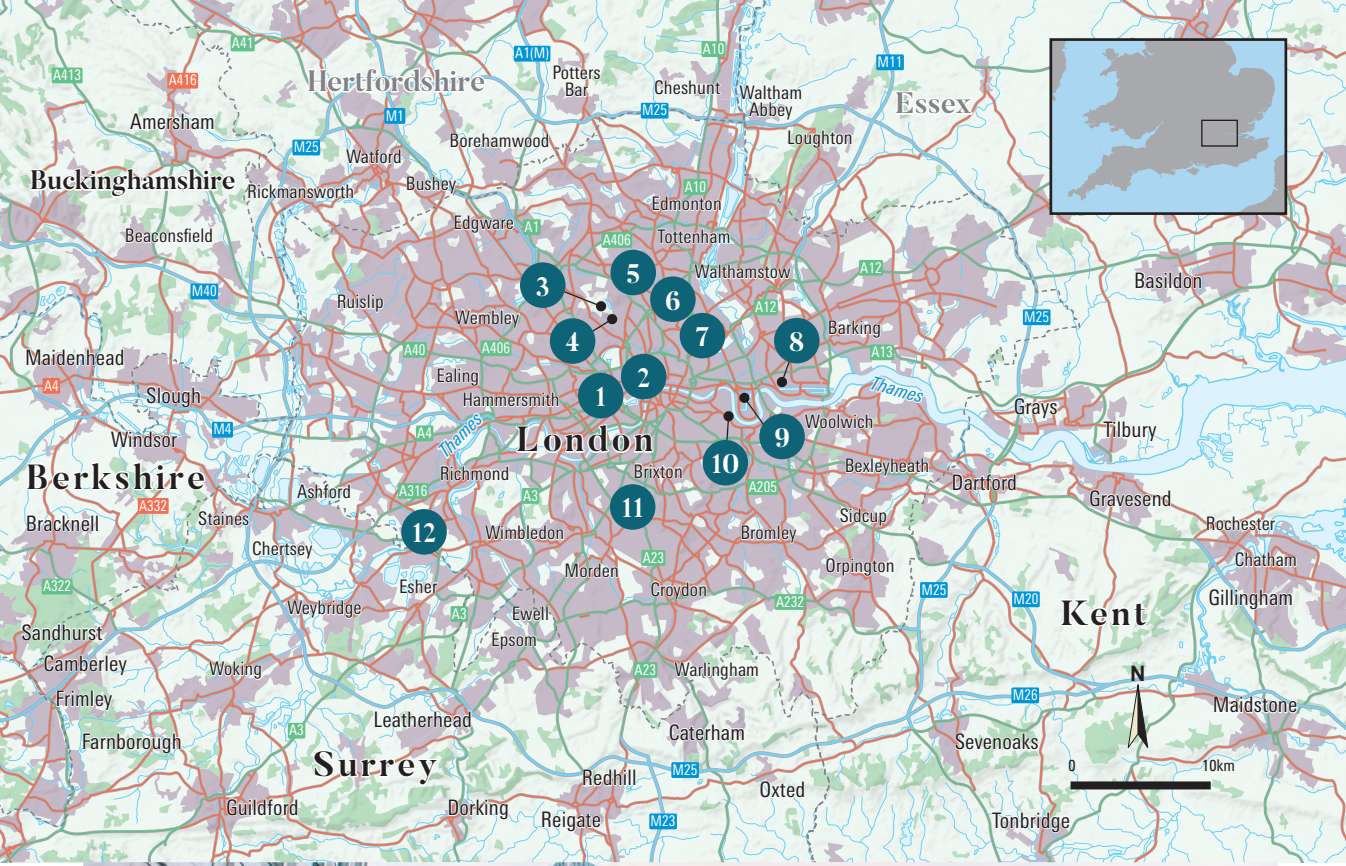 A41
A1(M)
A10
M11
A413
A416
Hertfordshire
Potters
Bar
Cheshunt
Waltham
Abbey
Essex
M1
M25
Amersham
Borehamwood
Loughton
M25
Watford
Buckinghamshire
Rickmansworth
Bushey
A10
Edmonton
Edgware
A1
Beaconsfield
A406
Tottenham
5
Walthamstow
A12
3
6
Basildon
M40
Ruislip
A12
Wembley
M25
4
7
8
Barking
A40
A406
A13
Maidenhead
Ealing
2
A4
Slough
Hammersmith
1
Thames
Grays
M4
Woolwich
Windsor
A4
Thames
London
9
Tilbury
Berkshire
Richmond
Brixton
10
Bexleyheath
Dartford
Ashford
A316
A3
A205
Gravesend
A332
Bracknell
Staines
11
Sidcup
12
Wimbledon
Bromley
Rochester
Chertsey
A23
Chatham
Morden
Orpington
A322
Esher
Croydon
M25
M20
Gillingham
Weybridge
A3
Ewell
A232
Kent
Sandhurst
Epsom
Camberley
Woking
A23
Warlingham
N
Frimley
M26
Maidstone
Leatherhead
A3
Caterham
Farnborough
Sevenoaks
Surrey
M25
0
10km
Redhill
Oxted
Guildford
Dorking
Reigate
M23
Tonbridge